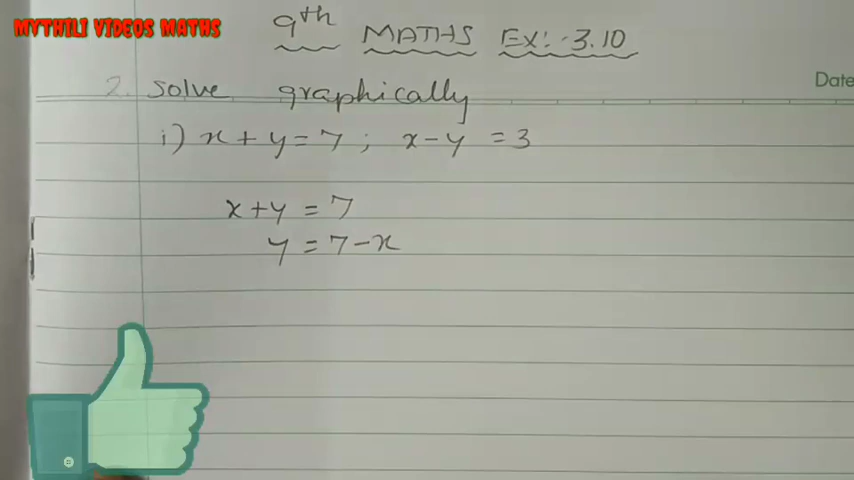 MYTHILI VIDEOS MATHS
9th MATHS Ex: 3.10
Date
2. Solve graphically
i) x + y = 7 ; x - y = 3
x + y = 7
y = 7 - x